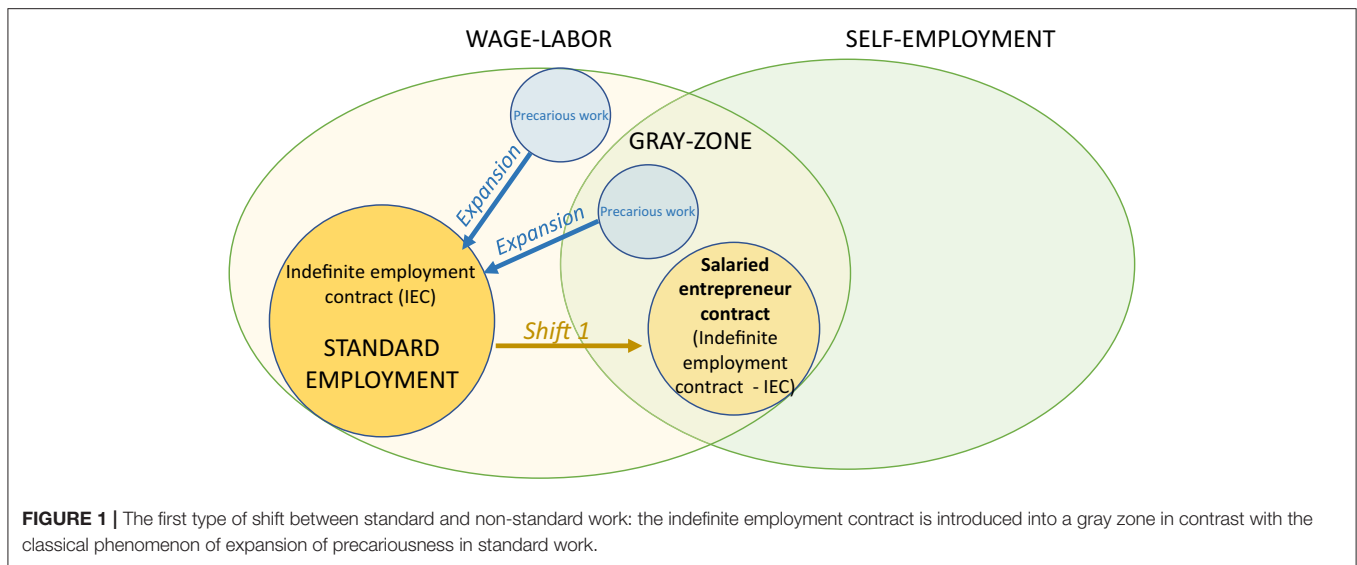 WAGE-LABOR
SELF-EMPLOYMENT
Precarious work
GRAY-ZONE
Expansion
Precarious work
Expansion
Indefinite employment
contract (IEC)
STANDARD
EMPLOYMENT
Shift 1
Salaried
entrepreneur
contract
(Indefinite
employment
contract - IEC)
FIGURE 1 | The first type of shift between standard and non-standard work: the indefinite employment contract is introduced into a gray zone in contrast with the
classical phenomenon of expansion of precariousness in standard work.